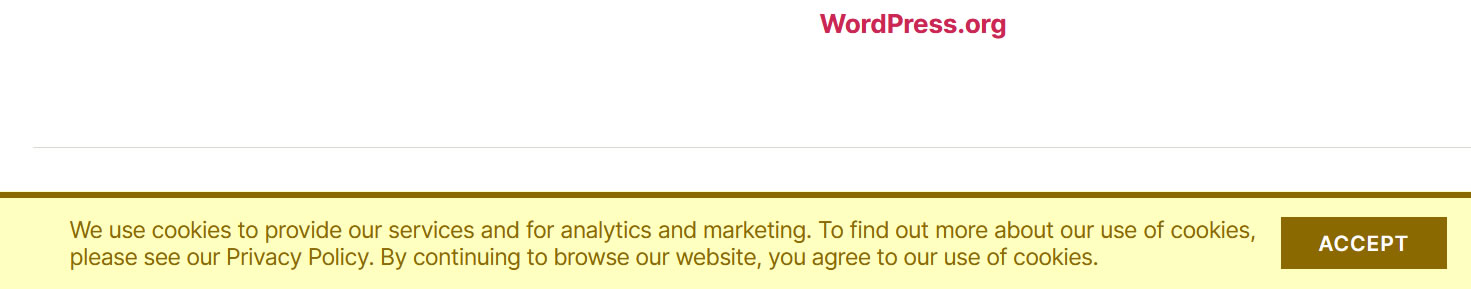 WordPress.org
We use cookies to provide our services and for analytics and marketing. To find out more about our use of cookies,
please see our Privacy Policy. By continuing to browse our website, you agree to our use of cookies.
ACCEPT